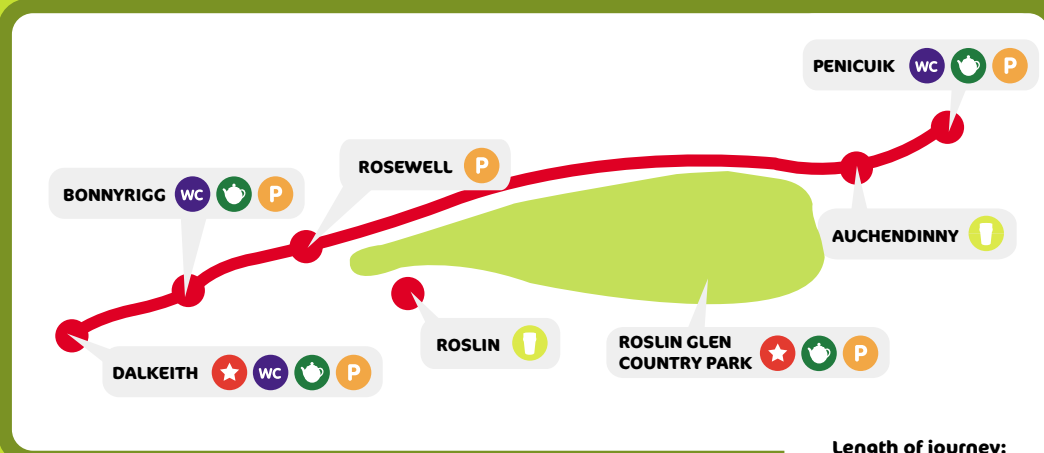 PENICUIK WC P
ROSEWELL P
BONNYRIGG WC P
AUCHENDINNY
ROSLIN
ROSLIN GLEN
COUNTRY PARK P
DALKEITH WC P
Length of journey: